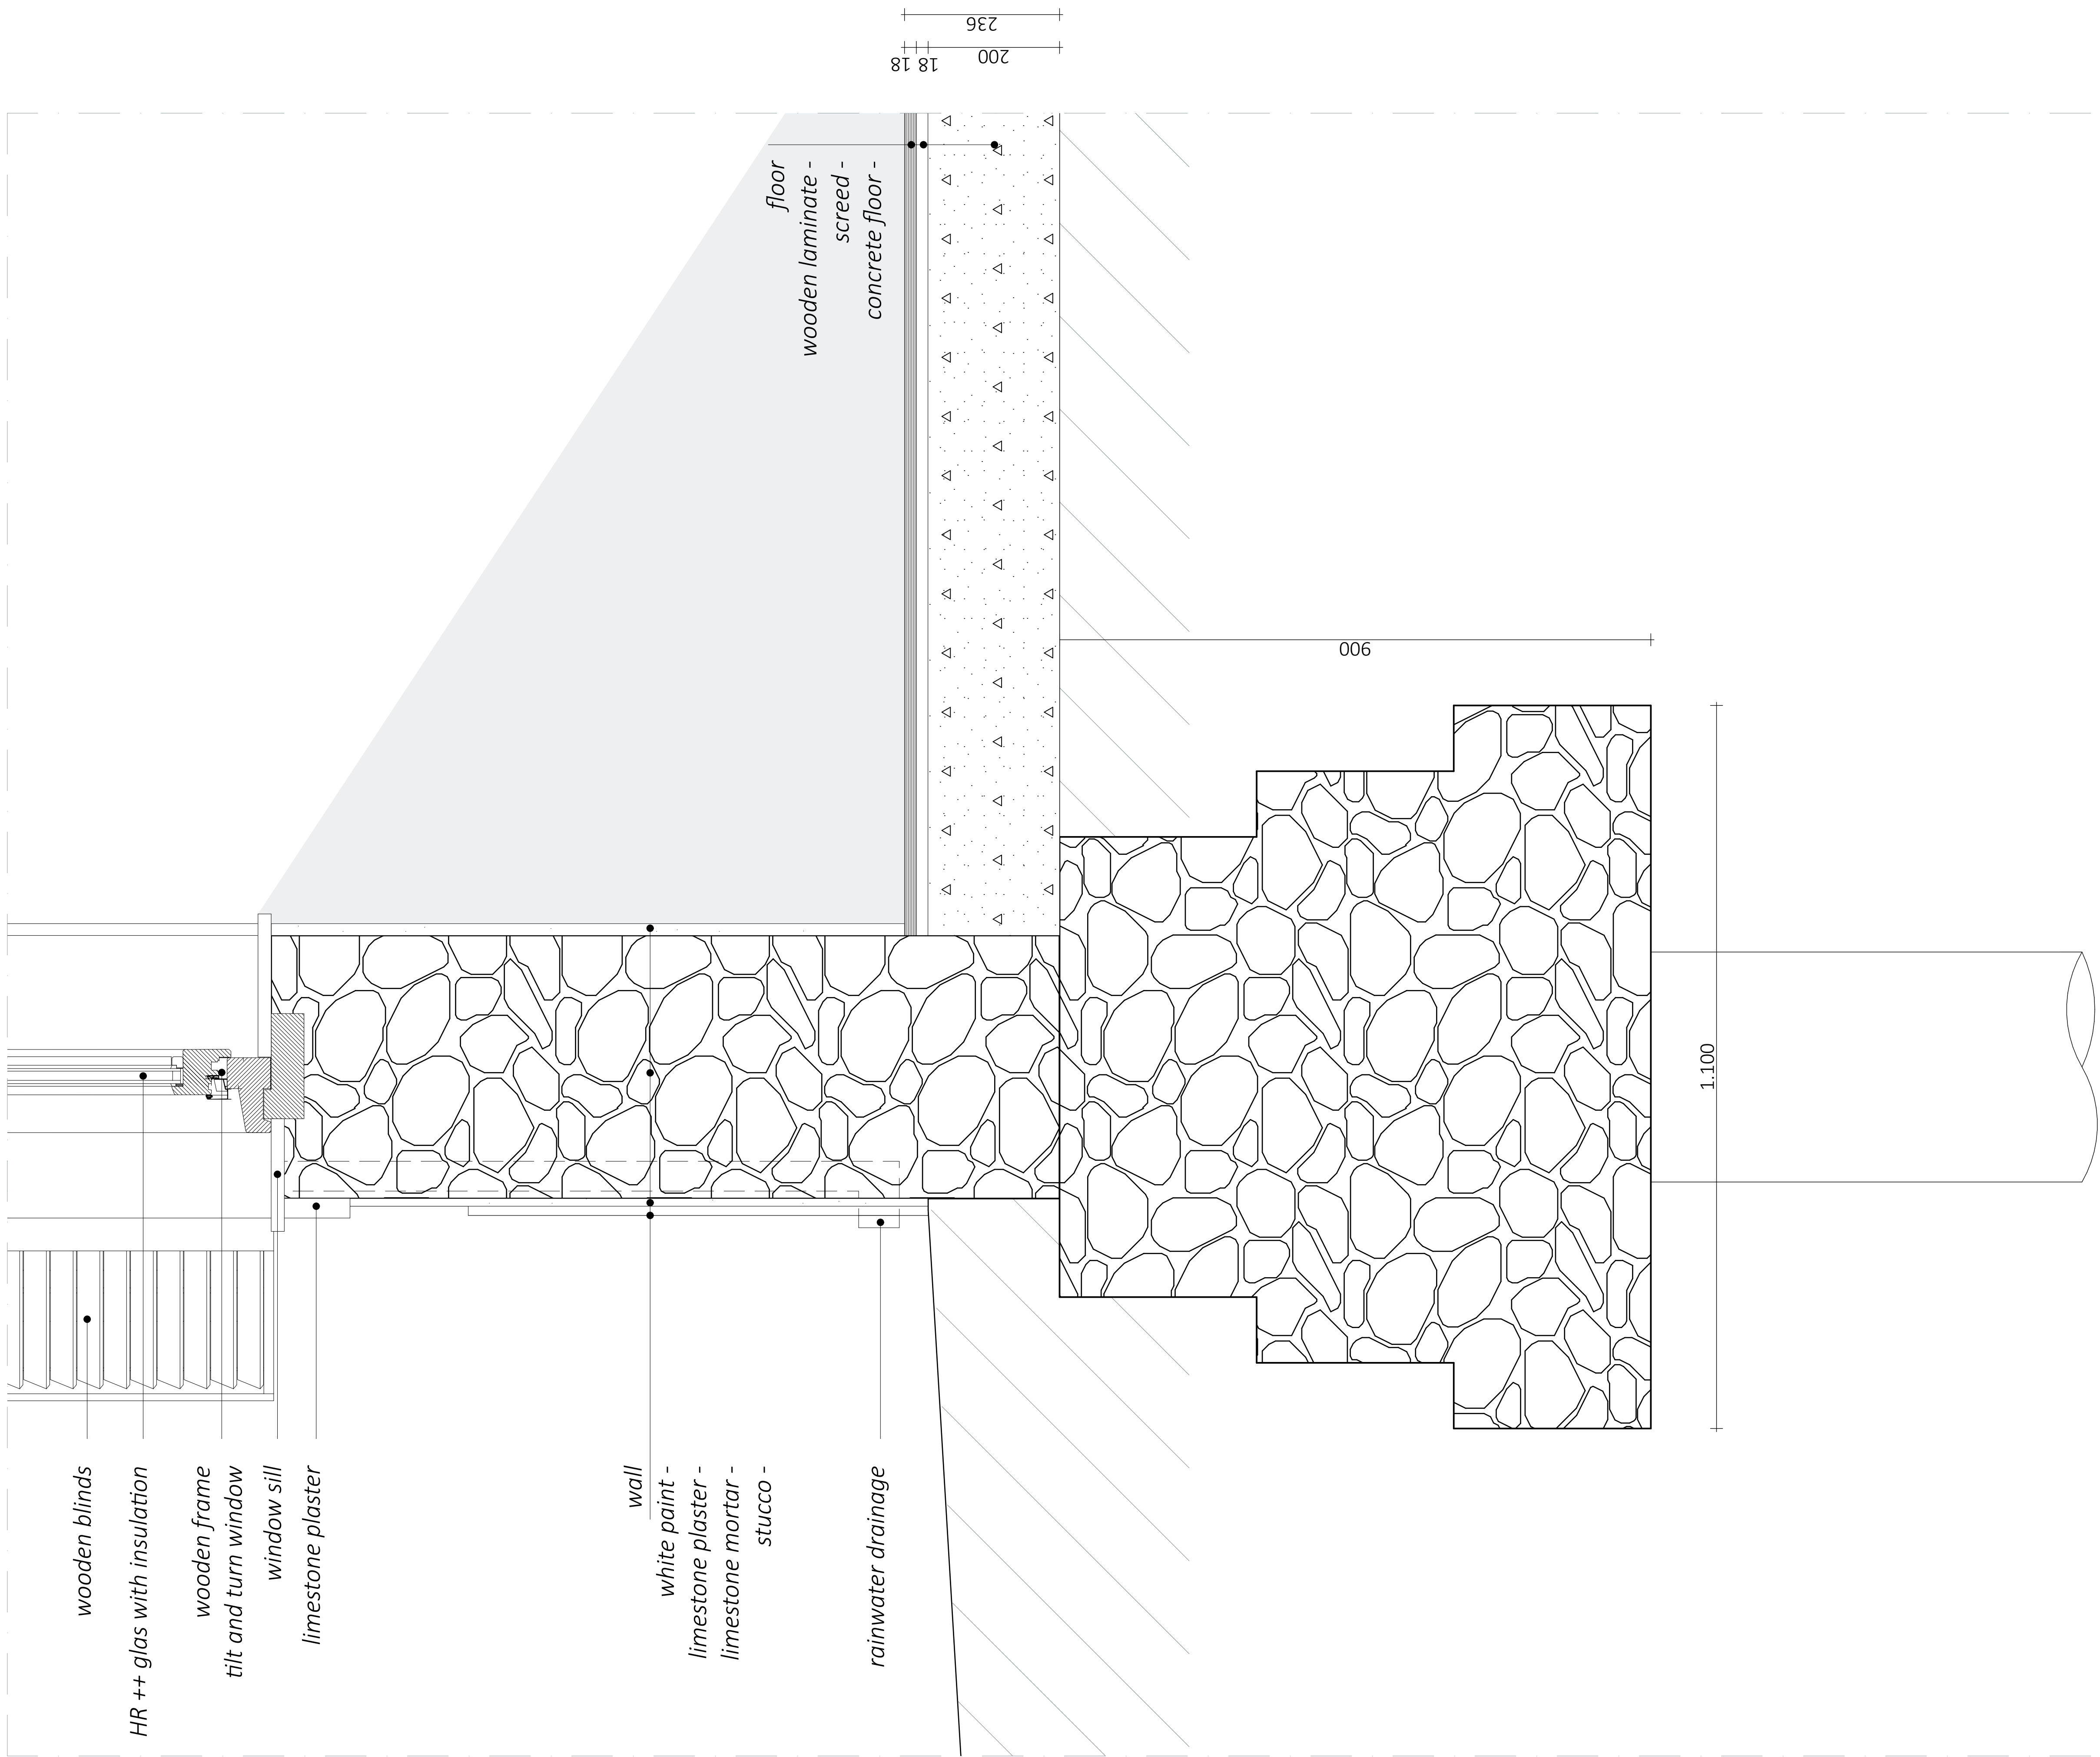 236
18
18
200
floor
wooden laminate -
screed -
concrete floor -
900
1.100
wooden blinds
HR ++ glas with insulation
wooden frame
tilt and turn window
window sill
limestone plaster
wall
white paint -
limestone plaster -
limestone mortar -
stucco -
rainwater drainage